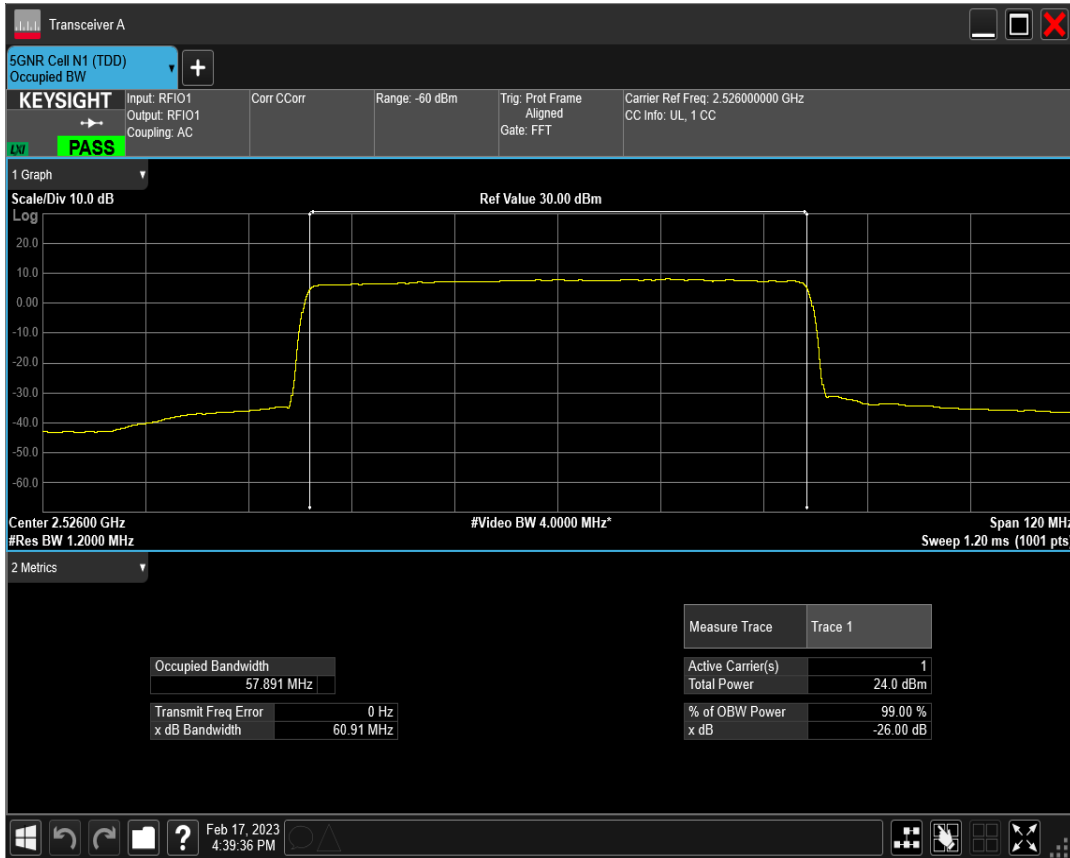 Transceiver A
5GNR Cell N1 (TDD)
Occupied BW
+
KEYSIGHT
LXI
PASS
Input: RFIO1
Output: RFIO1
Coupling: AC
Corr CCorr
Range: -60 dBm
Trig: Prot Frame
Aligned
Gate: FFT
Carrier Ref Freq: 2.526000000 GHz
CC Info: UL, 1 CC
1 Graph
Scale/Div 10.0 dB
Ref Value 30.00 dBm
Log
20.0
10.0
0.00
-10.0
-20.0
-30.0
-40.0
-50.0
-60.0
Center 2.52600 GHz
#Video BW 4.0000 MHz*
Span 120 MHz
#Res BW 1.2000 MHz
Sweep 1.20 ms (1001 pts)
2 Metrics
Measure Trace Trace 1
Occupied Bandwidth
57.891 MHz
Active Carrier(s) 1
Total Power 24.0 dBm
Transmit Freq Error 0 Hz
x dB Bandwidth 60.91 MHz
% of OBW Power 99.00 %
x dB -26.00 dB
?
Feb 17, 2023
4:39:36 PM